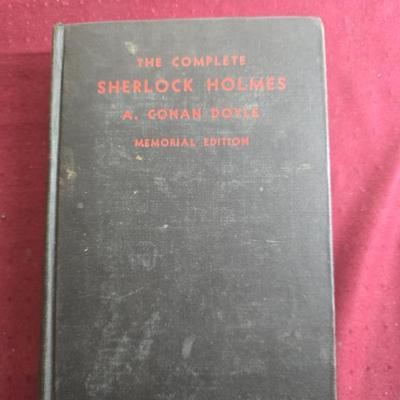 THE COMPLETE
SHERLOCK HOLMES
A. CONAN DOYLE
MEMORIAL EDITION